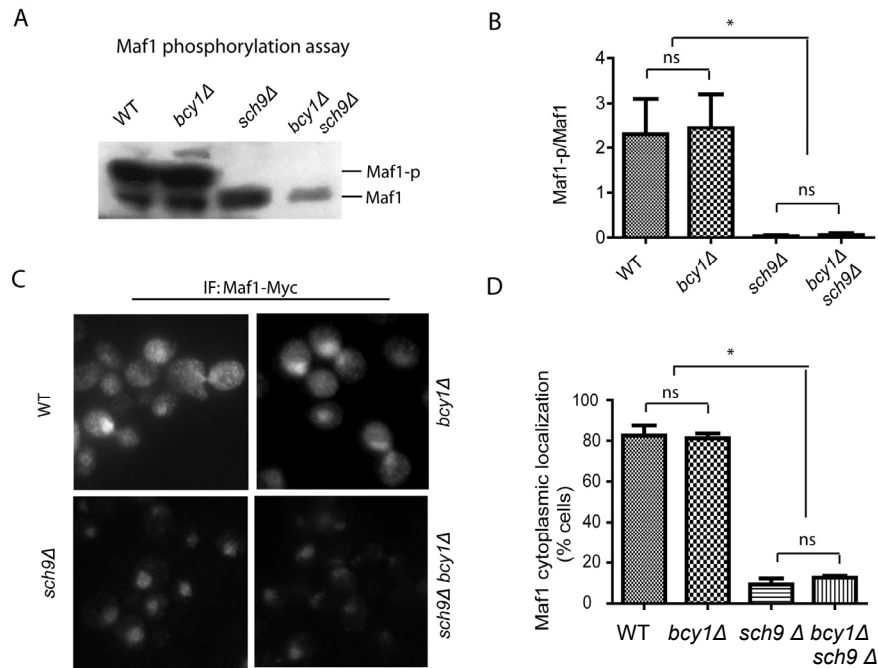 A
Maf1 phosphorylation assay
WT
bcy1Δ
sch9Δ
bcy1Δ
sch9Δ
Maf1-p
Maf1
B
*
ns
4
3
2
1
0
ns
Maf1-p/Maf1
WT
bcy1Δ
sch9Δ
bcy1Δ
sch9Δ
C
IF: Maf1-Myc
WT
bcy1Δ
sch9Δ
sch9Δ bcy1Δ
D
*
ns
100
80
60
40
20
0
ns
Maf1 cytoplasmic localization
(% cells)
WT
bcy1Δ
sch9 Δ
bcy1Δ
sch9 Δ